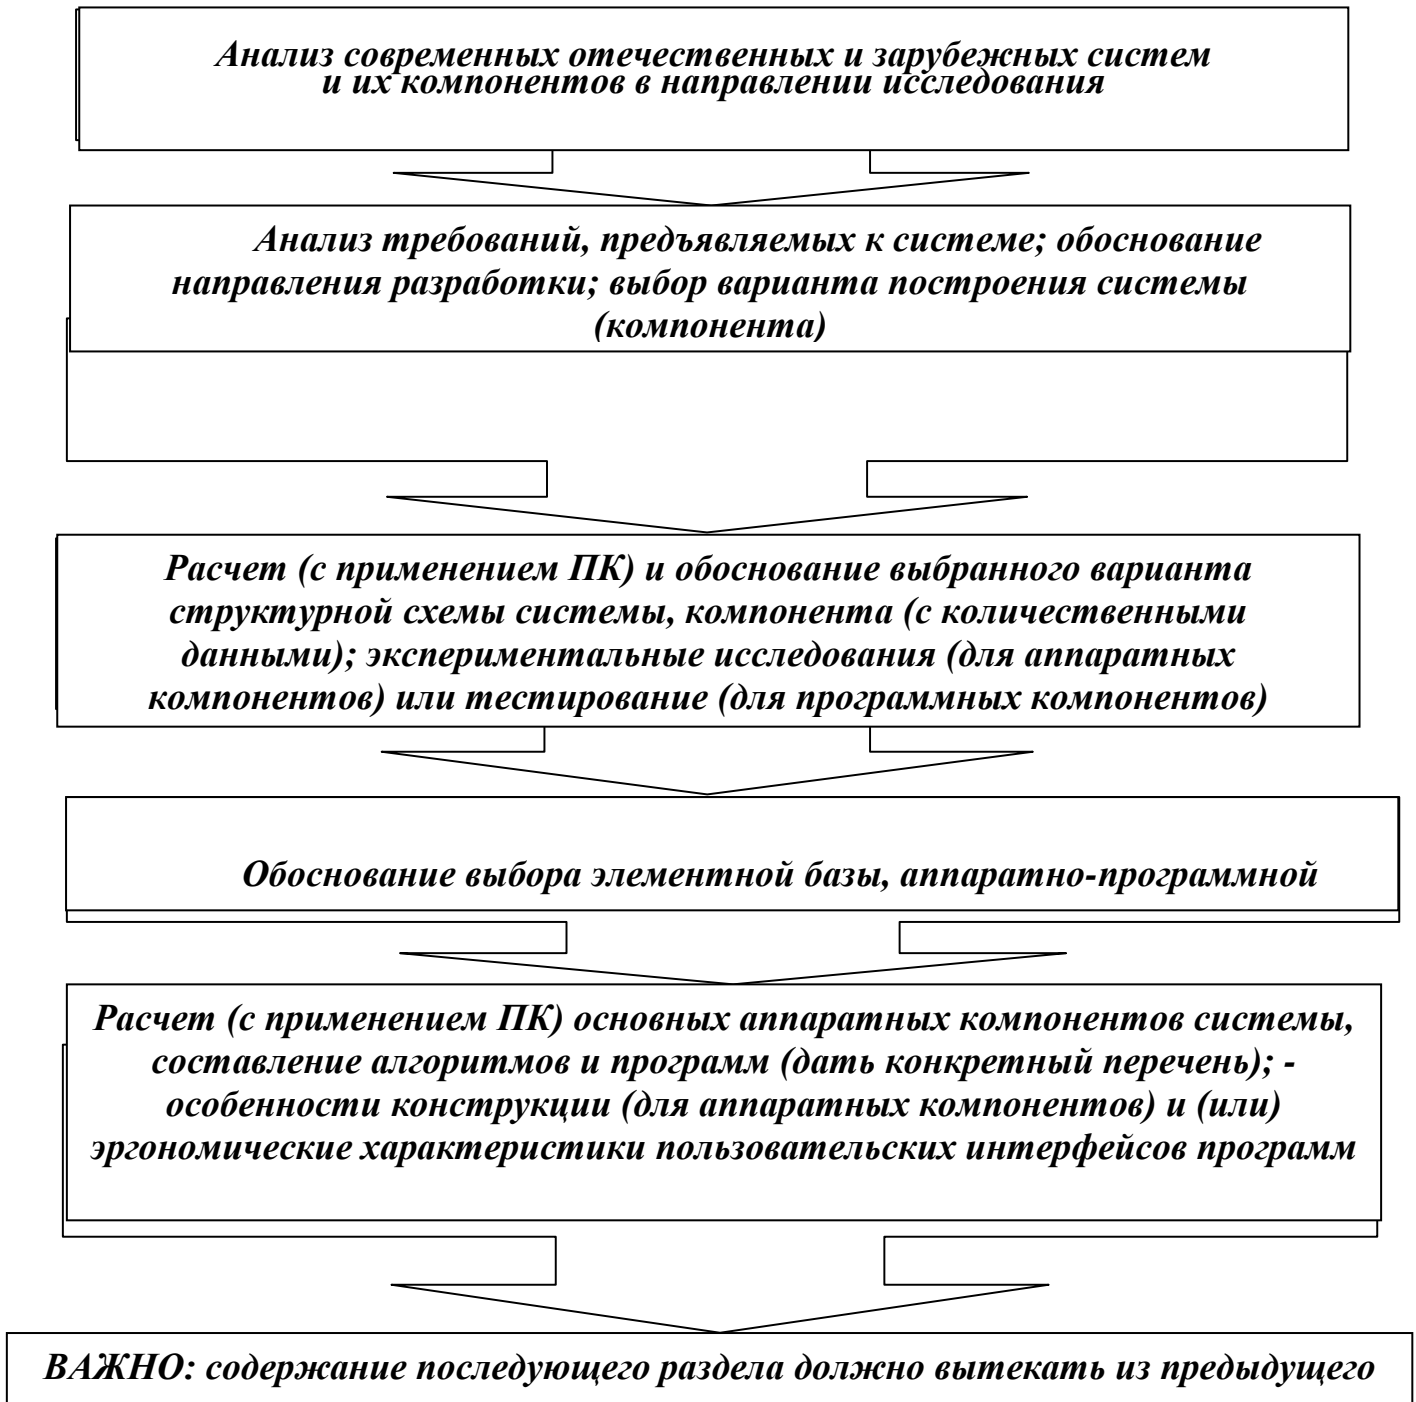 Анализ современных отечественных и зарубежных систем
и их компонентов в направлении исследования
Анализ требований, предъявляемых к системе; обоснование
направления разработки; выбор варианта построения системы
(компонента)
Расчет (с применением ПК) и обоснование выбранного варианта
структурной схемы системы, компонента (с количественными
данными); экспериментальные исследования (для аппаратных
компонентов) или тестирование (для программных компонентов)
Обоснование выбора элементной базы, аппаратно-программной
Расчет (с применением ПК) основных аппаратных компонентов системы,
составление алгоритмов и программ (дать конкретный перечень); -
особенности конструкции (для аппаратных компонентов) и (или)
эргономические характеристики пользовательских интерфейсов программ
ВАЖНО: содержание последующего раздела должно вытекать из предыдущего